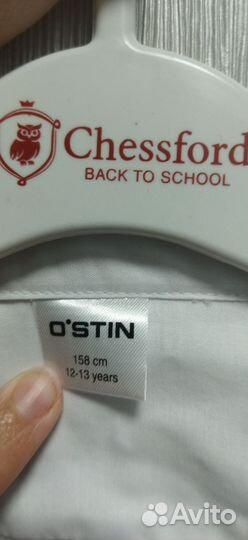 Chessford
BACK TO SCHOOL
O'STIN
158 cm
12-13 years
Avito